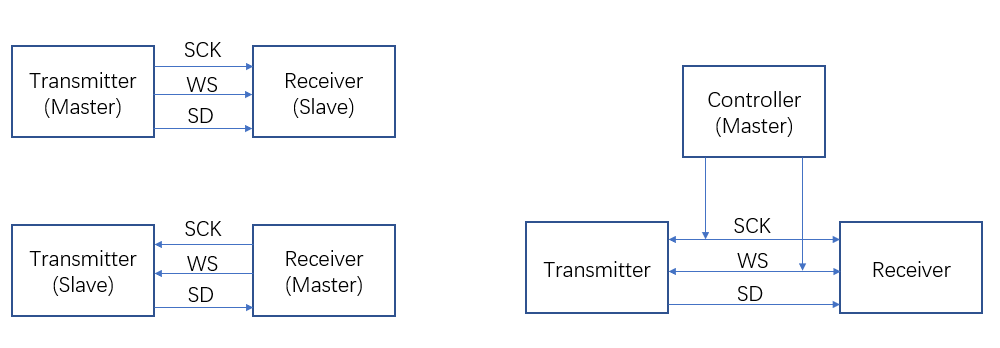 Transmitter
(Master)
SCK
WS
SD
Receiver
(Slave)
Transmitter
(Slave)
SCK
WS
SD
Receiver
(Master)
Controller
(Master)
Transmitter
SCK
WS
SD
Receiver